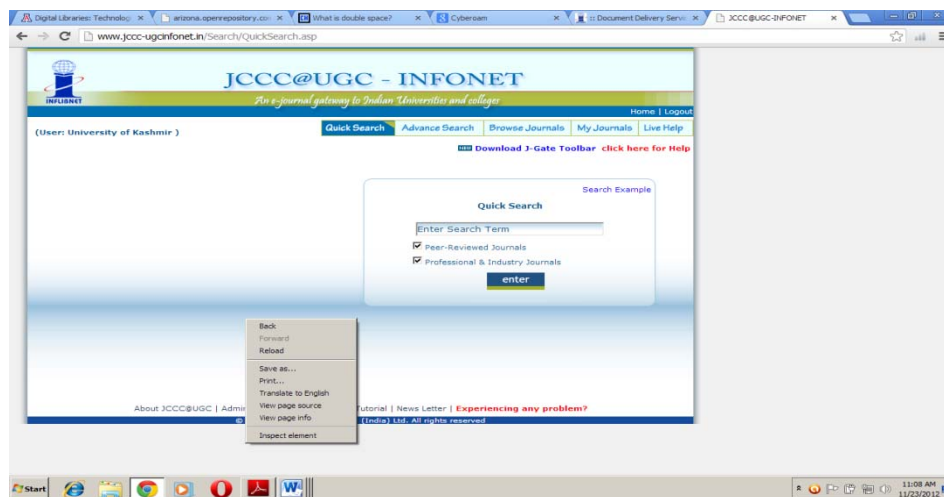 Digital Libraries: Technolog
arizona.openrepository.co
What is double space?
Cyberoam
:: Document Delivery Servi
JCCC@UGC-INFONET
www.jccc-ugcinfonet.in/Search/QuickSearch.asp
INFLIBNET
JCCC@UGC - INFONET
An e-journal gateway to Indian Universities and colleges
Home | Logout
(User: University of Kashmir )
Quick Search Advance Search Browse Journals My Journals Live Help
Download J-Gate Toolbar click here for Help
Search Example
Quick Search
Enter Search Term
Peer-Reviewed Journals
Professional & Industry Journals
enter
Back
Forward
Reload
Save as...
Print...
Translate to English
View page source
View page info
Inspect element
About JCCC@UGC | Admi
utorial | News Letter | Experiencing any problem?
©
(India) Ltd. All rights reserved
Start
11:08 AM
11/23/2012